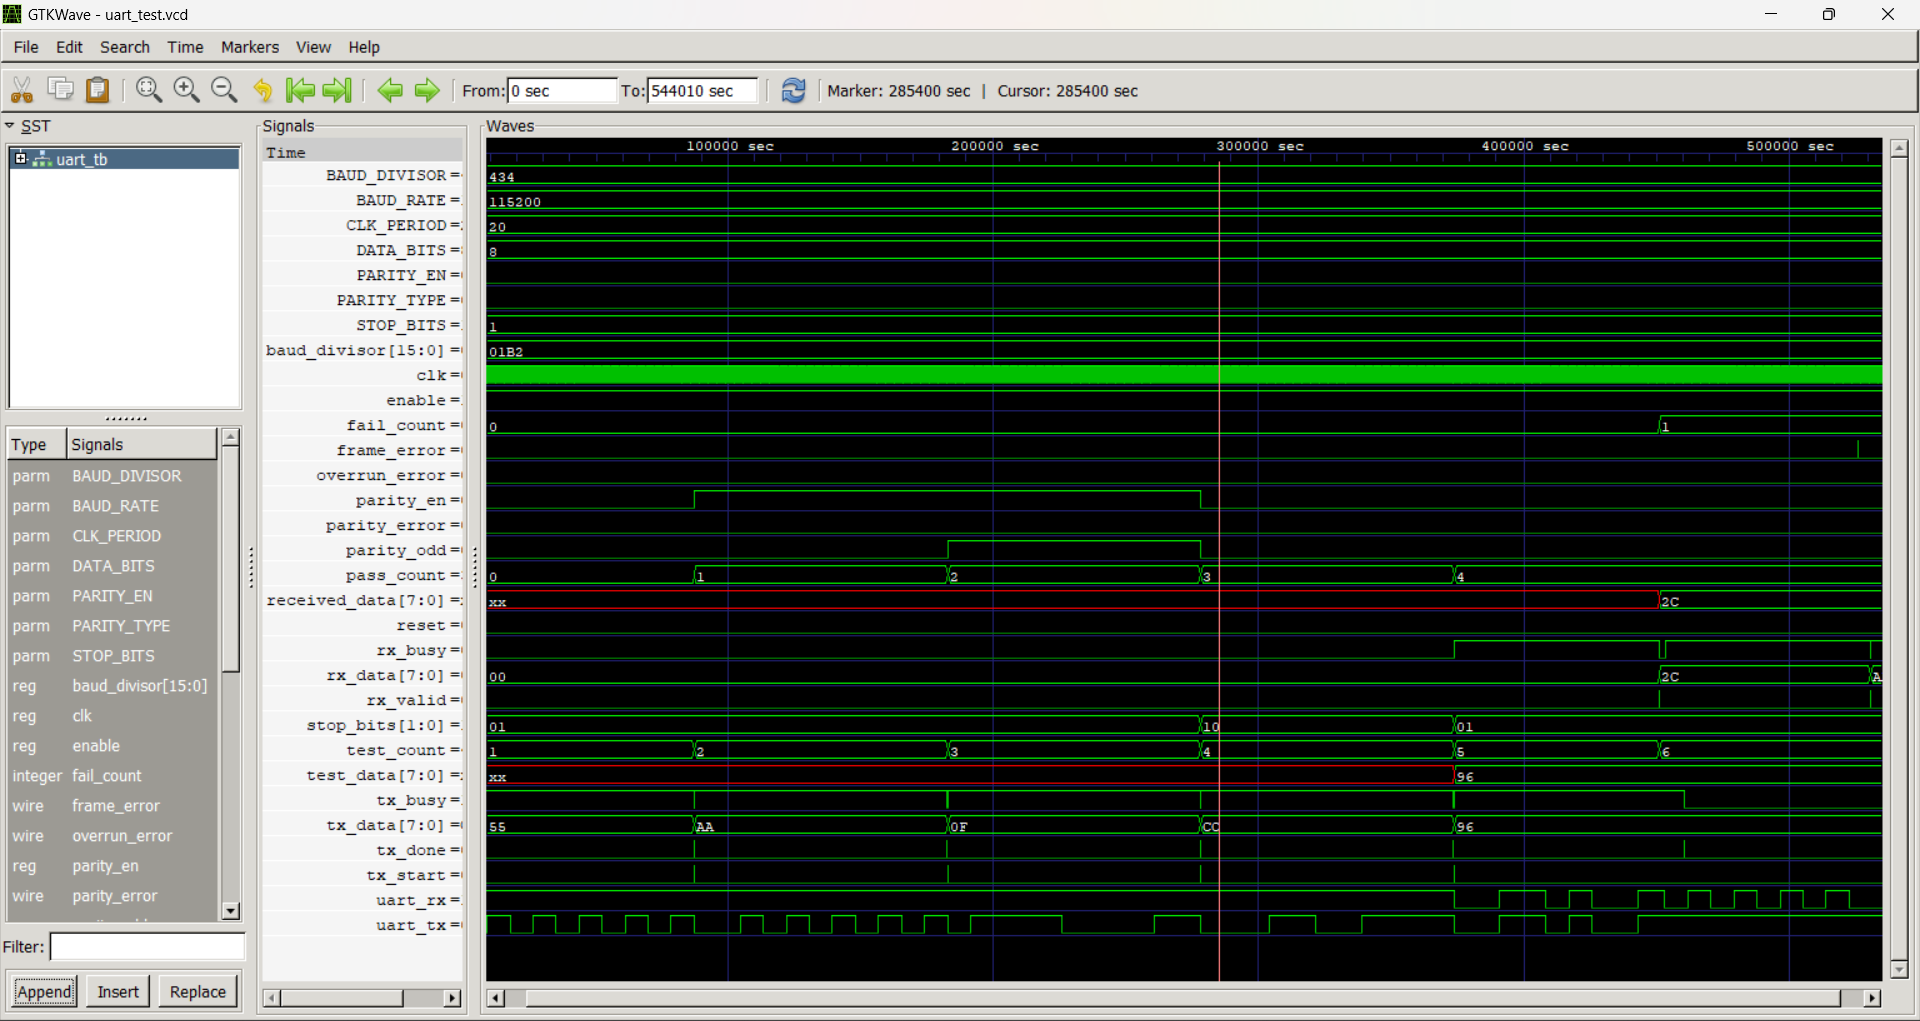 GTKWave - uart_test.vcd
File Edit Search Time Markers View Help
From: 0 sec To: 544010 sec Marker: 285400 sec | Cursor: 285400 sec
SST
uart_tb
Type Signals
parm BAUD_DIVISOR
parm BAUD_RATE
parm CLK_PERIOD
parm DATA_BITS
parm PARITY_EN
parm PARITY_TYPE
parm STOP_BITS
reg baud_divisor[15:0]
reg clk
reg enable
integer fail_count
wire frame_error
wire overrun_error
reg parity_en
wire parity_error
Filter:
Append Insert Replace
Signals
Time
BAUD_DIVISOR =
BAUD_RATE =
CLK_PERIOD =
DATA_BITS =
PARITY_EN =
PARITY_TYPE =
STOP_BITS =
baud_divisor[15:0] =
clk =
enable =
fail_count =
frame_error =
overrun_error =
parity_en =
parity_error =
parity_odd =
pass_count =
received_data[7:0] =
reset =
rx_busy =
rx_data[7:0] =
rx_valid =
stop_bits[1:0] =
test_count =
test_data[7:0] =
tx_busy =
tx_data[7:0] =
tx_done =
tx_start =
uart_rx =
uart_tx =
Waves
100000 sec 200000 sec 300000 sec 400000 sec 500000 sec
434
115200
20
8
1
01B2
0 1
0 1 2 3 4
xx 2C
00 2C A
01 10 01
1 2 3 4 5 6
xx 96
55 AA 0F CC 96